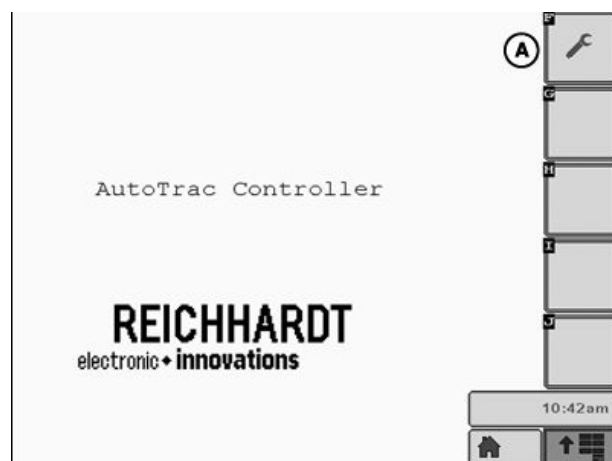 F
A
G
H
AutoTrac Controller
I
REICHHARDT
electronic+innovations
J
10:42am